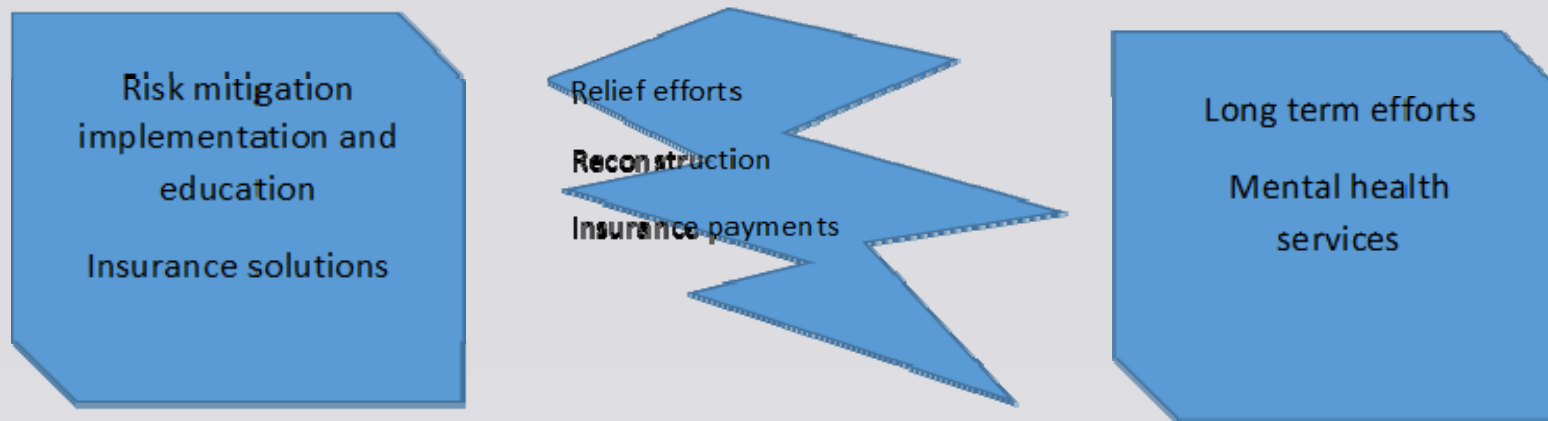 Risk mitigation
implementation and
education
Insurance solutions
Relief efforts
Reconstruction
Insurance payments
Long term efforts
Mental health
services